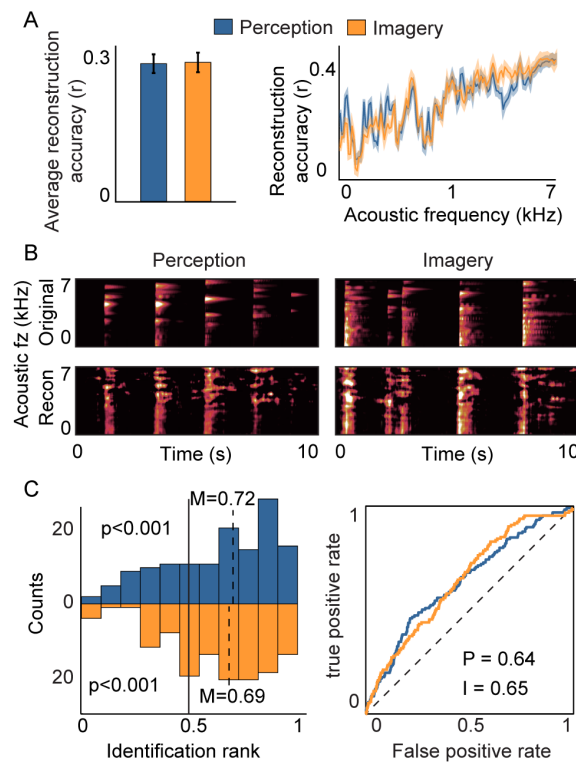 A
Perception
Imagery
Average reconstruction
accuracy (r)
0.3
0
Reconstruction
accuracy (r)
0.4
0
0
1
7
Acoustic frequency (kHz)
B
Perception
Imagery
Acoustic fz (kHz)
Original
7
0
Recon
7
0
0
Time (s)
10
0
Time (s)
10
C
M=0.72
p<0.001
Counts
20
0
20
p<0.001
M=0.69
0
0.5
1
Identification rank
true positive rate
1
0
P = 0.64
I = 0.65
0
0.5
1
False positive rate